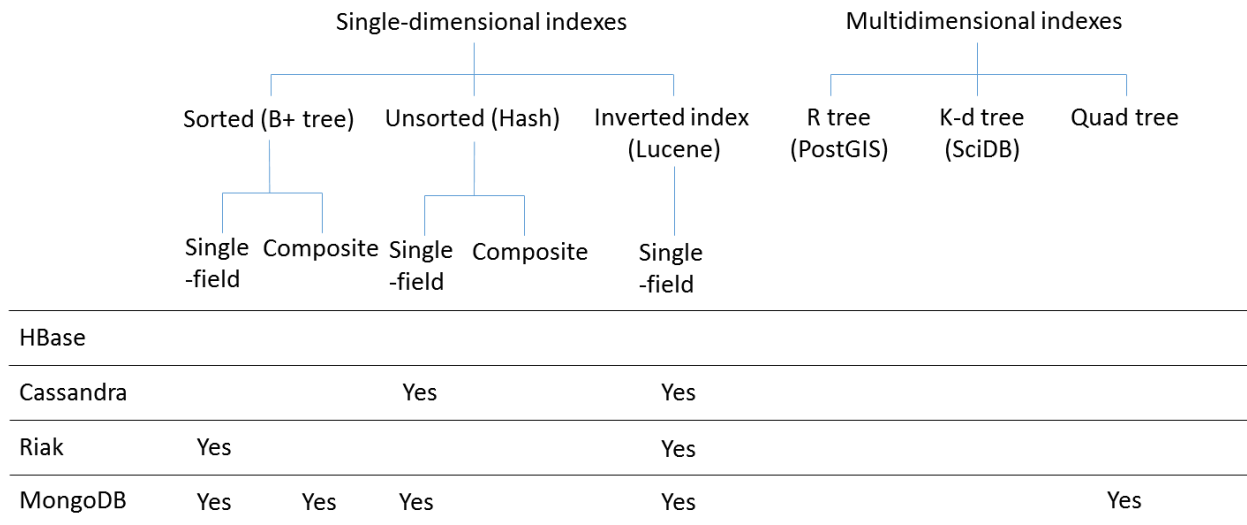 Single-dimensional indexes Multidimensional indexes
Sorted (B+ tree) Unsorted (Hash) Inverted index R tree K-d tree Quad tree
(Lucene) (PostGIS) (SciDB)
Single Composite Single Composite Single
-field -field -field
HBase
Cassandra Yes Yes
Riak Yes Yes
MongoDB Yes Yes Yes Yes Yes